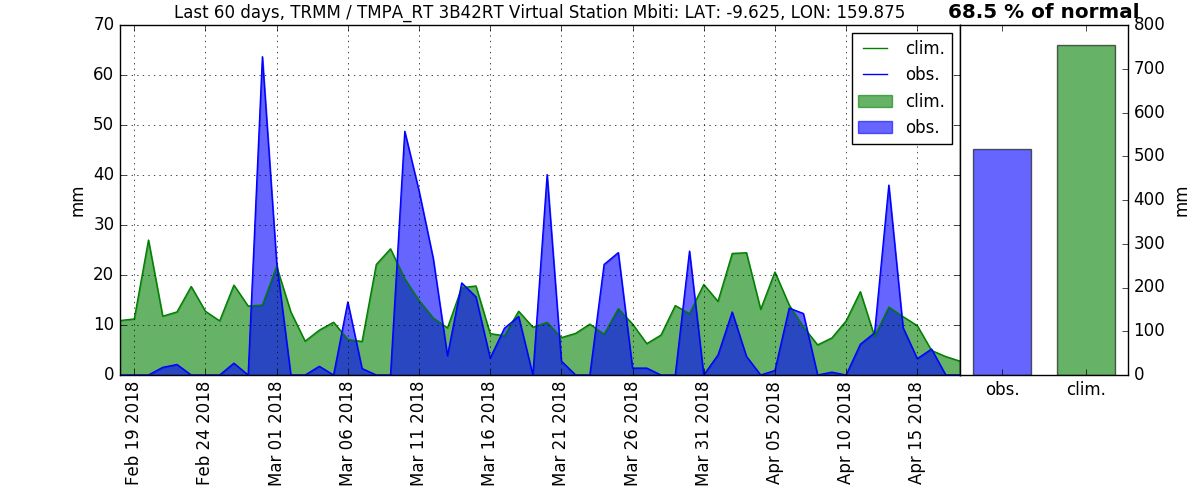 Last 60 days, TRMM / TMPA_RT 3B42RT Virtual Station Mbiti: LAT: -9.625, LON: 159.875
68.5 % of normal
70
60
50
40
30
20
10
0
mm
clim.
obs.
clim.
obs.
800
700
600
500
400
300
200
100
0
mm
Feb 19 2018
Feb 24 2018
Mar 01 2018
Mar 06 2018
Mar 11 2018
Mar 16 2018
Mar 21 2018
Mar 26 2018
Mar 31 2018
Apr 05 2018
Apr 10 2018
Apr 15 2018
obs.
clim.